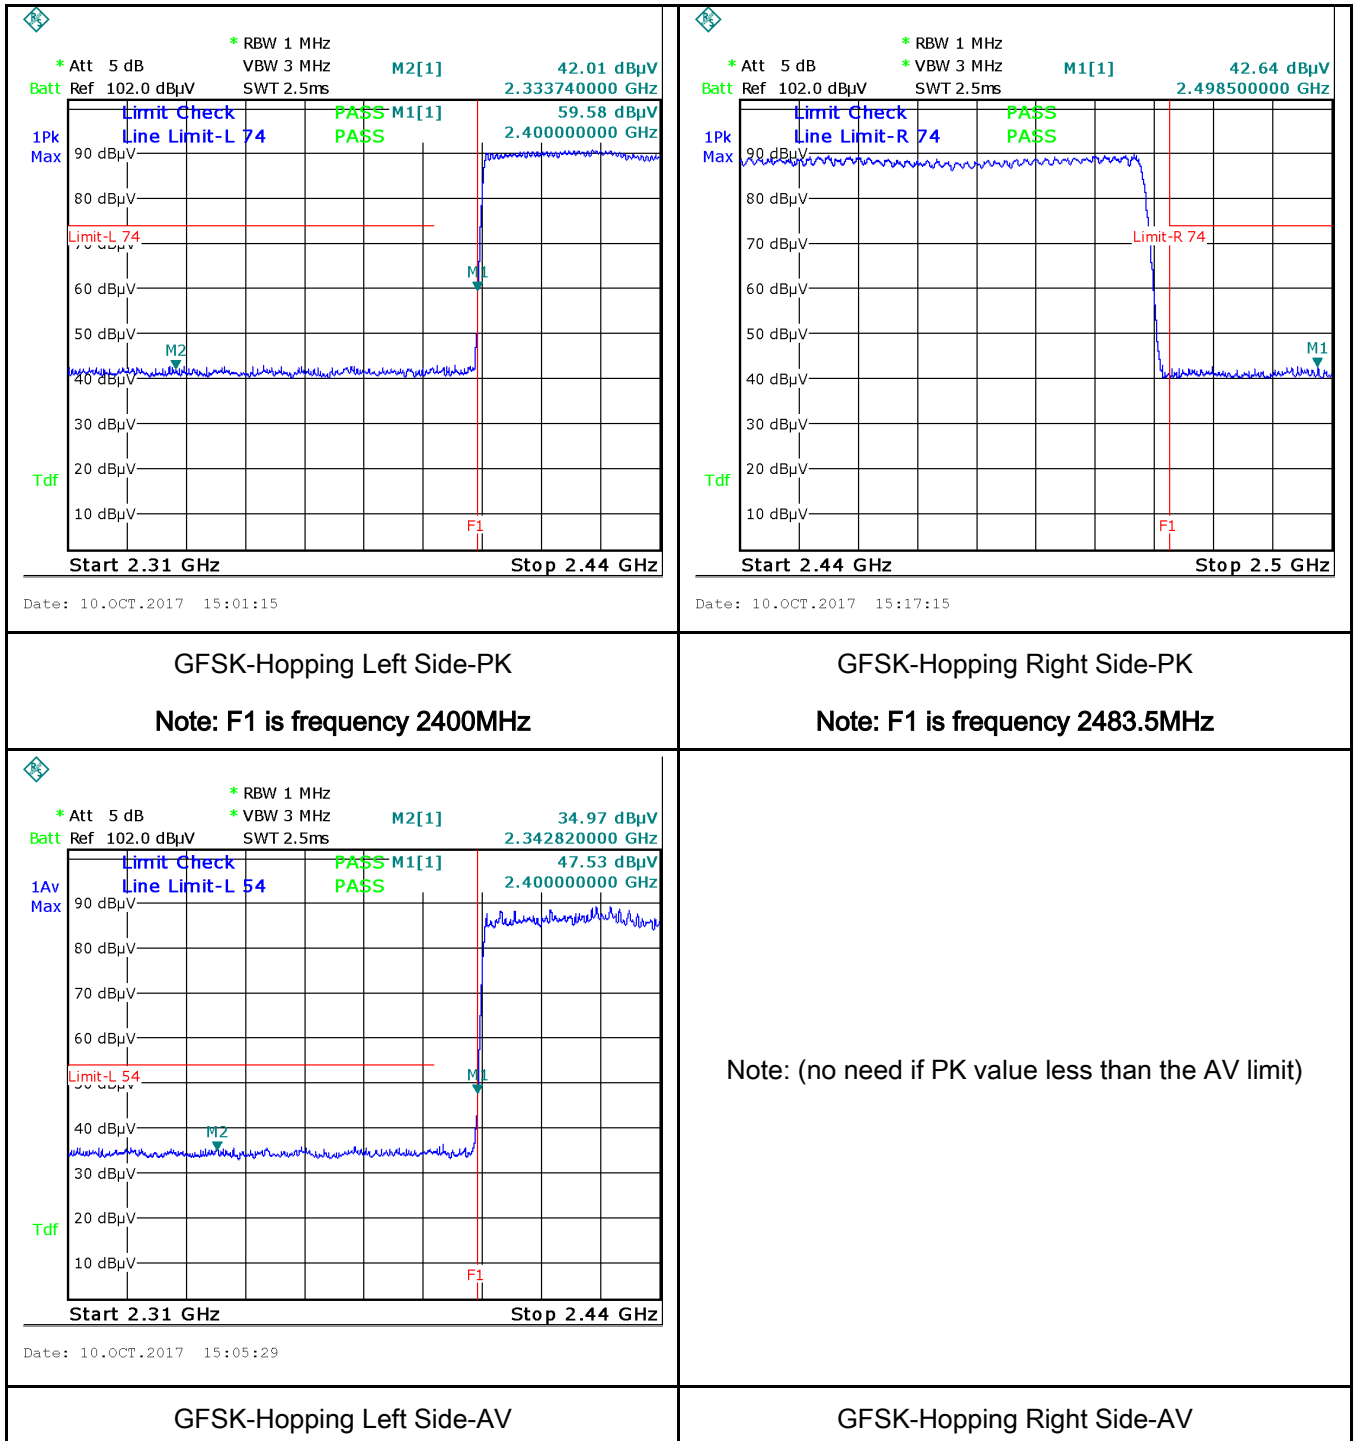 * RBW 1 MHz
* Att 5 dB VBW 3 MHz M2[1] 42.01 dBµV
Batt Ref 102.0 dBµV SWT 2.5ms 2.333740000 GHz
Limit Check PASS M1[1] 59.58 dBµV
1Pk Line Limit-L 74 PASS 2.400000000 GHz
Max
90 dBµV
80 dBµV
Limit-L 74
70 dBµV
M1
60 dBµV
50 dBµV
M2
40 dBµV
30 dBµV
20 dBµV
Tdf
10 dBµV
F1
Start 2.31 GHz Stop 2.44 GHz
Date: 10.OCT.2017 15:01:15
* RBW 1 MHz
* Att 5 dB * VBW 3 MHz M1[1] 42.64 dBµV
Batt Ref 102.0 dBµV SWT 2.5ms 2.498500000 GHz
Limit Check PASS
1Pk Line Limit-R 74 PASS
Max
90 dBµV
80 dBµV
Limit-R 74
70 dBµV
60 dBµV
50 dBµV
M1
40 dBµV
30 dBµV
20 dBµV
Tdf
10 dBµV
F1
Start 2.44 GHz Stop 2.5 GHz
Date: 10.OCT.2017 15:17:15
GFSK-Hopping Left Side-PK
Note: F1 is frequency 2400MHz
GFSK-Hopping Right Side-PK
Note: F1 is frequency 2483.5MHz
* RBW 1 MHz
* Att 5 dB * VBW 3 MHz M2[1] 34.97 dBµV
Batt Ref 102.0 dBµV SWT 2.5ms 2.342820000 GHz
Limit Check PASS M1[1] 47.53 dBµV
1Av Line Limit-L 54 PASS 2.400000000 GHz
Max
90 dBµV
80 dBµV
70 dBµV
60 dBµV
Limit-L 54
50 dBµV
M1
40 dBµV
M2
30 dBµV
20 dBµV
Tdf
10 dBµV
F1
Start 2.31 GHz Stop 2.44 GHz
Date: 10.OCT.2017 15:05:29
Note: (no need if PK value less than the AV limit)
GFSK-Hopping Left Side-AV
GFSK-Hopping Right Side-AV